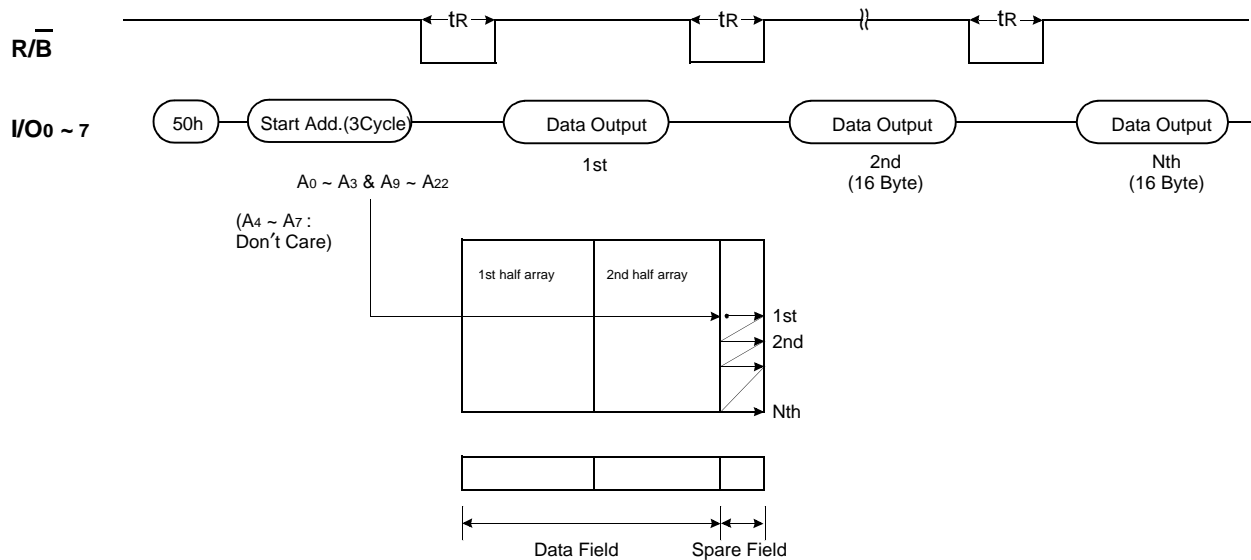 tR tR tR
R/B
I/O0 ~ 7
50h Start Add.(3Cycle) Data Output Data Output Data Output
1st 2nd Nth
(16 Byte) (16 Byte)
A0 ~ A3 & A9 ~ A22
(A4 ~ A7 :
Don′t Care)
1st half array 2nd half array
1st
2nd
Nth
Data Field Spare Field